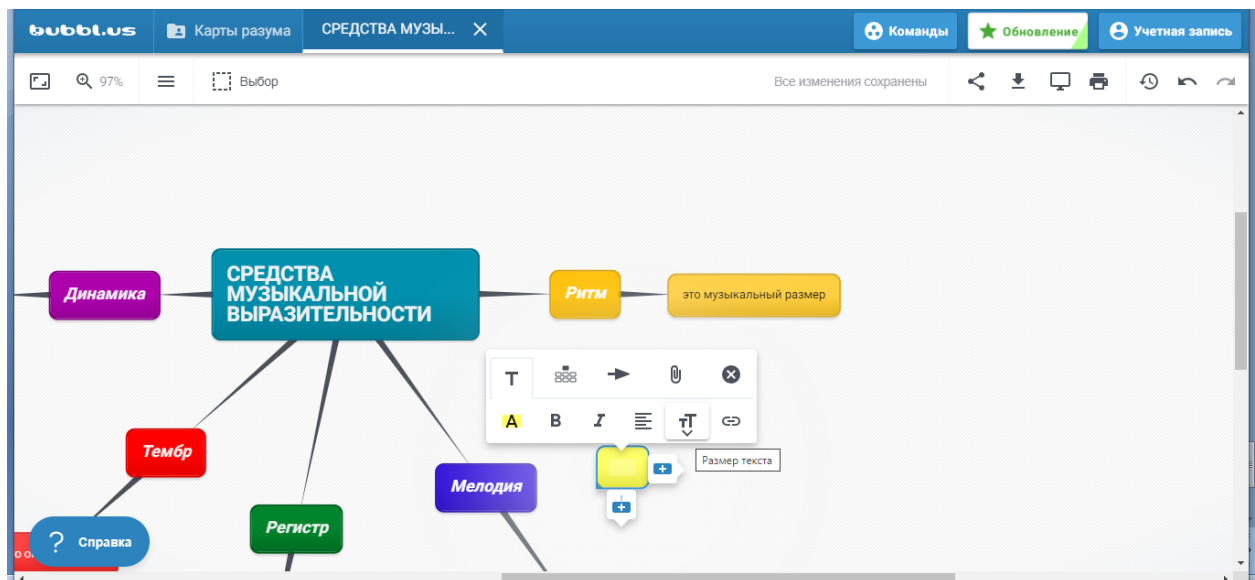 bubbl.us
Карты разума
СРЕДСТВА МУЗЫ...
Команды
Обновление
Учетная запись
97%
Выбор
Все изменения сохранены
Динамика
СРЕДСТВА
МУЗЫКАЛЬНОЙ
ВЫРАЗИТЕЛЬНОСТИ
Ритм
это музыкальный размер
T
A B I тT
Размер текста
Тембр
Мелодия
Регистр
? Справка